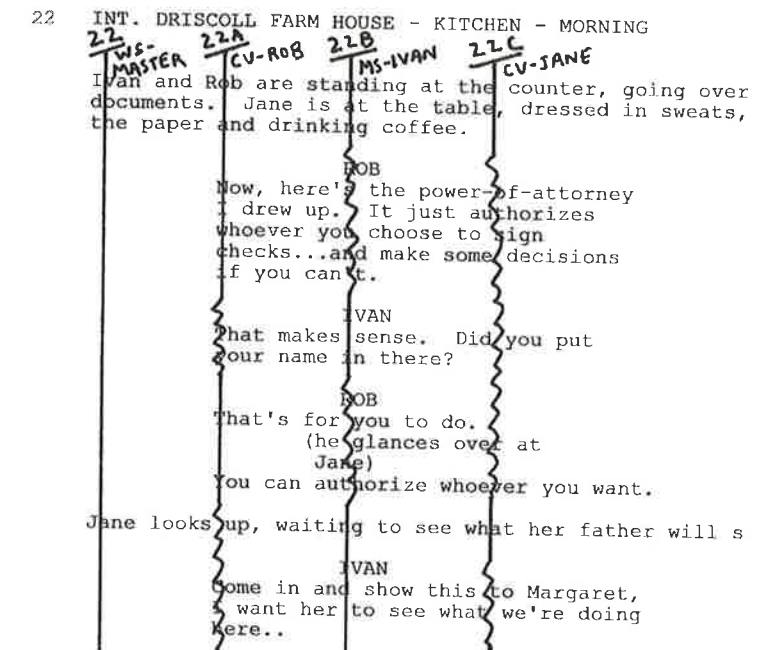 22 INT. DRISCOLL FARM HOUSE - KITCHEN - MORNING
22 22A 22B 22C
WS-MASTER CV-ROB MS-IVAN CV-JANE
Ivan and Rob are standing at the counter, going over
documents. Jane is at the table, dressed in sweats,
the paper and drinking coffee.
ROB
Now, here's the power-of-attorney
I drew up. It just authorizes
whoever you choose to sign
checks...and make some decisions
if you can't.
IVAN
That makes sense. Did you put
your name in there?
ROB
That's for you to do.
(he glances over at
Jane)
You can authorize whoever you want.
Jane looks up, waiting to see what her father will s
IVAN
Come in and show this to Margaret,
I want her to see what we're doing
here..